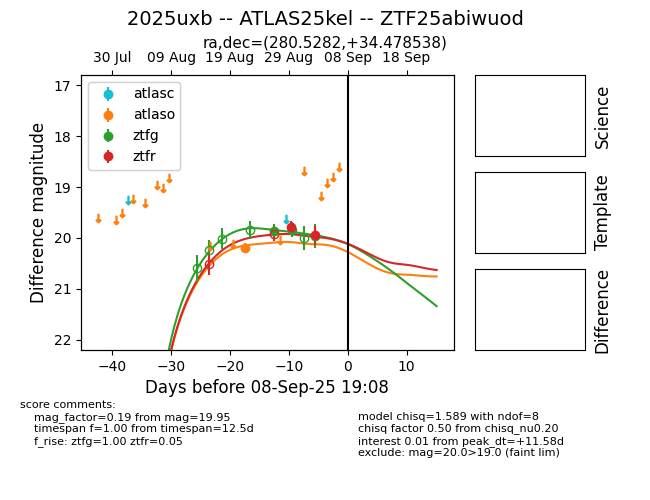 2025uxb -- ATLAS25kel -- ZTF25abiwuod
ra,dec=(280.5282,+34.478538)
30 Jul 09 Aug 19 Aug 29 Aug 08 Sep 18 Sep
atlasc
atlaso
ztfg
ztfr
17
18
19
20
21
22
Difference magnitude
−40 −30 −20 −10 0 10
Days before 08-Sep-25 19:08
Science
Template
Difference
score comments:
mag_factor=0.19 from mag=19.95
timespan f=1.00 from timespan=12.5d
f_rise: ztfg=1.00 ztfr=0.05
model chisq=1.589 with ndof=8
chisq factor 0.50 from chisq_nu0.20
interest 0.01 from peak_dt=+11.58d
exclude: mag=20.0>19.0 (faint lim)